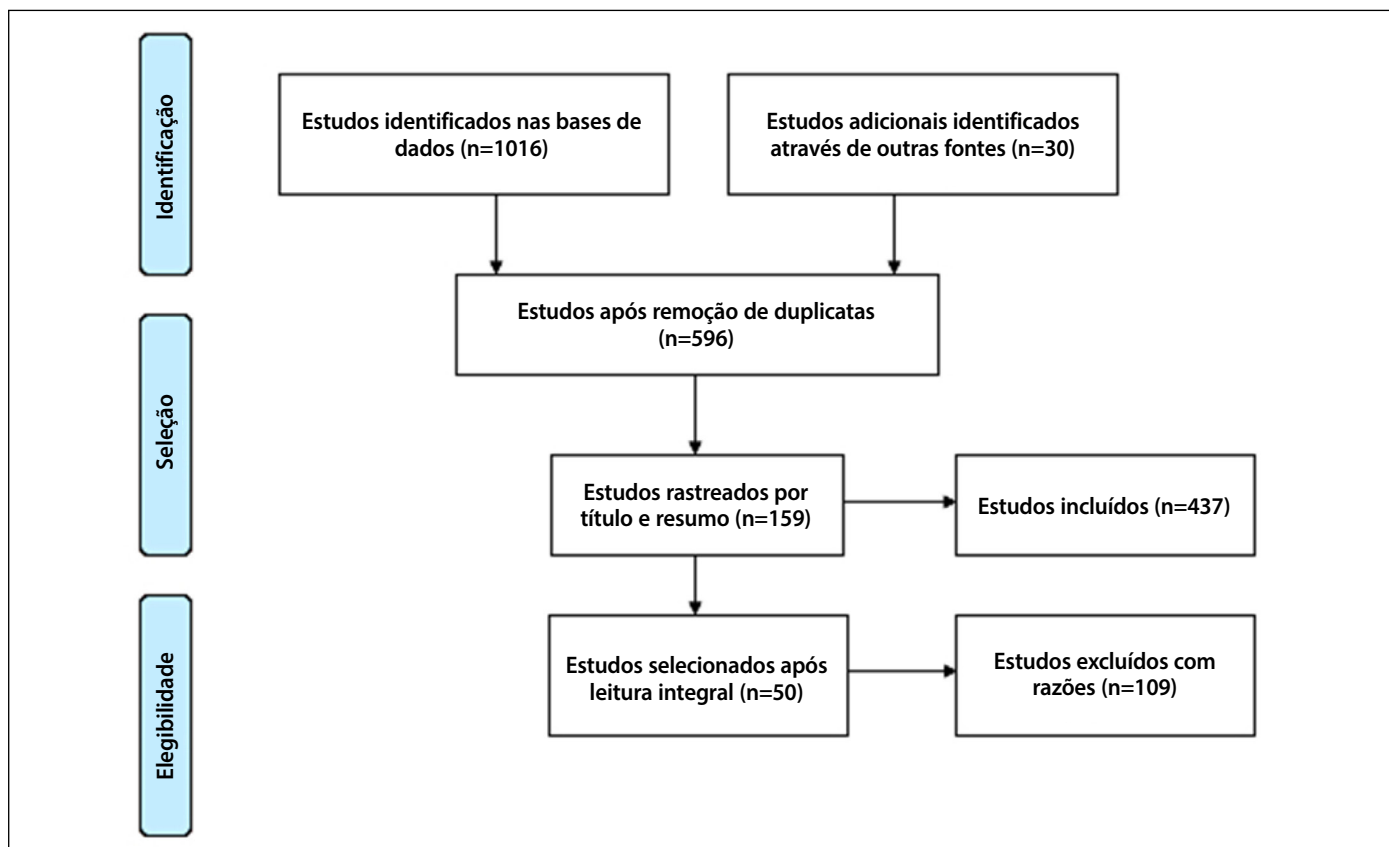 Identificação
Estudos identificados nas bases de
dados (n=1016)
Estudos adicionais identificados
através de outras fontes (n=30)
Estudos após remoção de duplicatas
(n=596)
Seleção
Estudos rastreados por
título e resumo (n=159)
Estudos incluídos (n=437)
Elegibilidade
Estudos selecionados após
leitura integral (n=50)
Estudos excluídos com
razões (n=109)